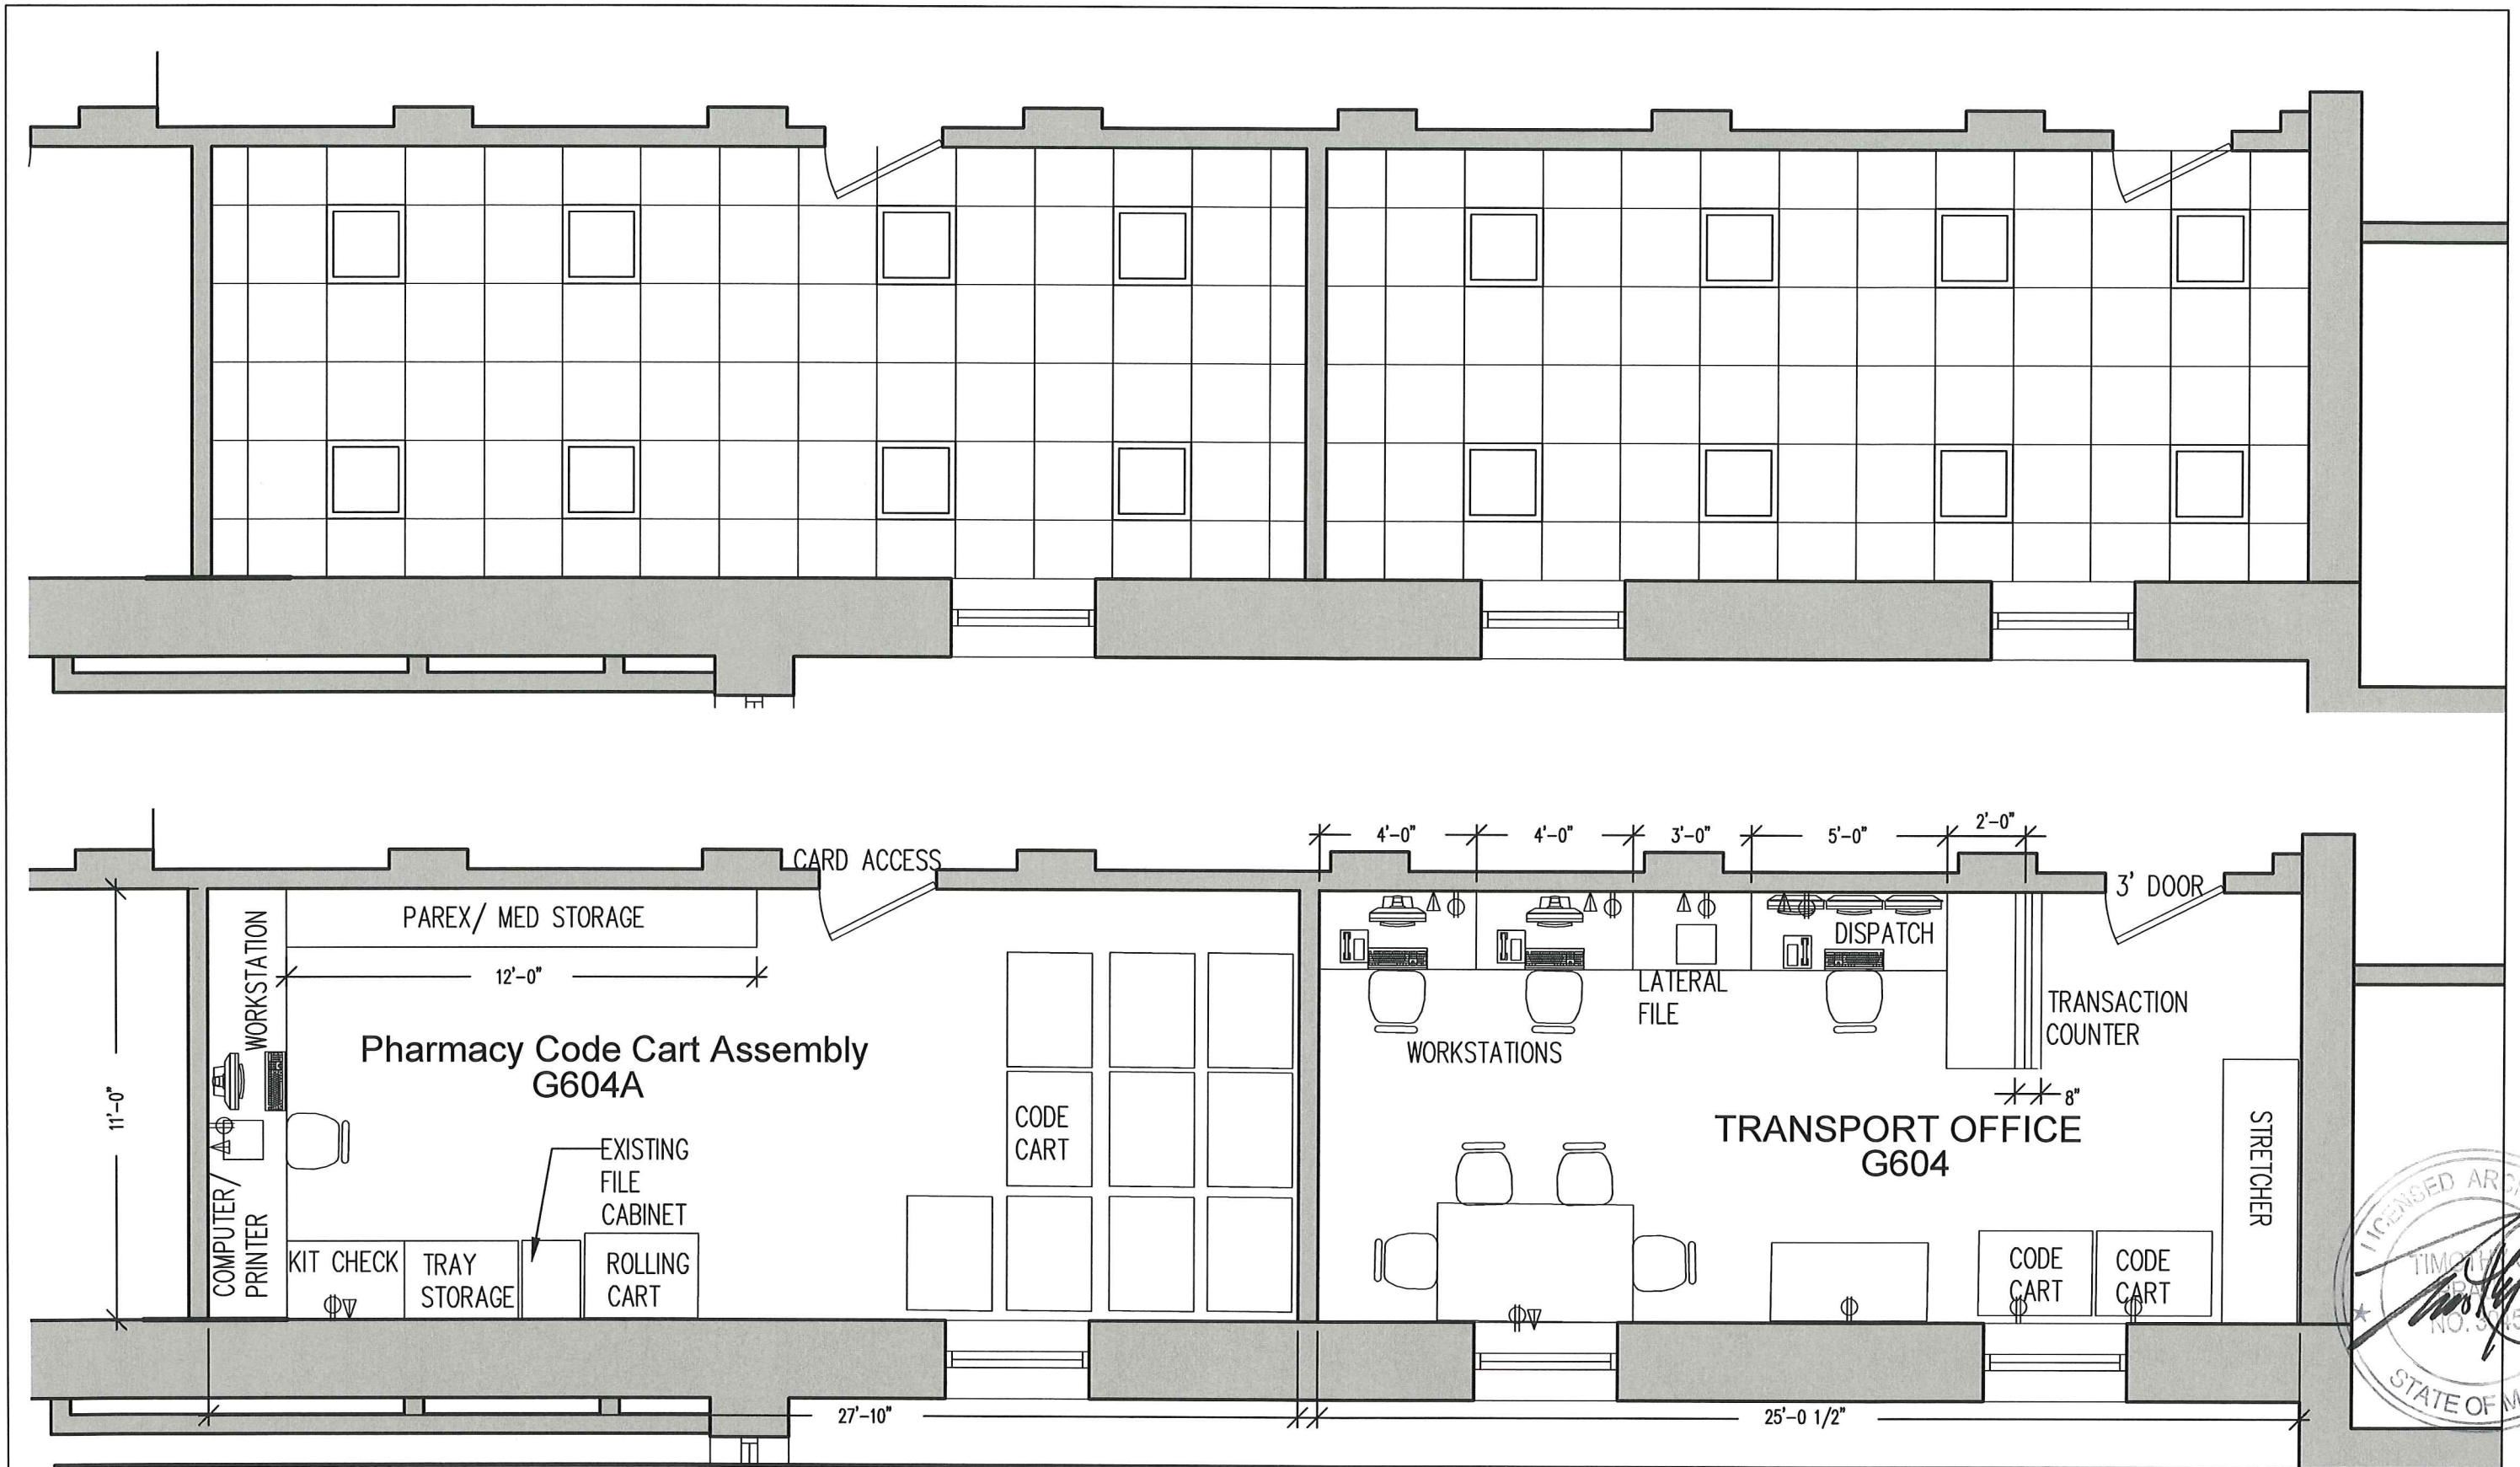 4'-0"
4'-0"
3'-0"
5'-0"
2'-0"
CARD ACCESS
3' DOOR
PAREX/ MED STORAGE
WORKSTATION
12'-0"
DISPATCH
LATERAL
FILE
TRANSACTION
COUNTER
WORKSTATIONS
Pharmacy Code Cart Assembly
G604A
11'-0"
8"
CODE
CART
TRANSPORT OFFICE
G604
STRETCHER
EXISTING
FILE
CABINET
COMPUTER/
PRINTER
KIT CHECK
TRAY
STORAGE
ROLLING
CART
CODE
CART
CODE
CART
27'-10"
25'-0 1/2"
LICENSED
STATE OF
NO.